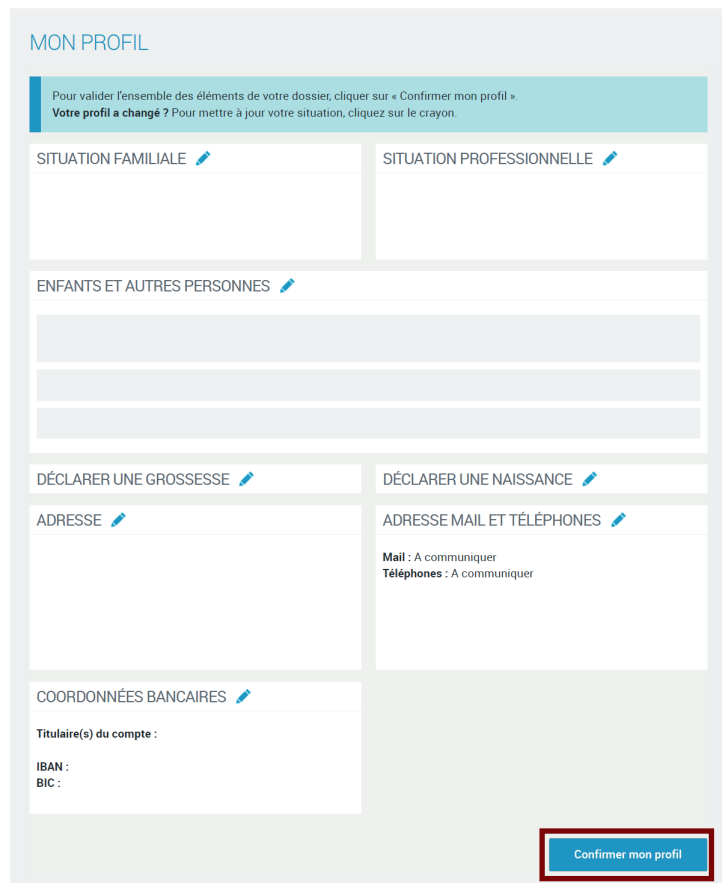 MON PROFIL
Pour valider l'ensemble des éléments de votre dossier, cliquer sur « Confirmer mon profil ».
Votre profil a changé ? Pour mettre à jour votre situation, cliquez sur le crayon.
SITUATION FAMILIALE
SITUATION PROFESSIONNELLE
ENFANTS ET AUTRES PERSONNES
DÉCLARER UNE GROSSESSE
DÉCLARER UNE NAISSANCE
ADRESSE
ADRESSE MAIL ET TÉLÉPHONES
Mail : A communiquer
Téléphones : A communiquer
COORDONNÉES BANCAIRES
Titulaire(s) du compte :
IBAN :
BIC :
Confirmer mon profil